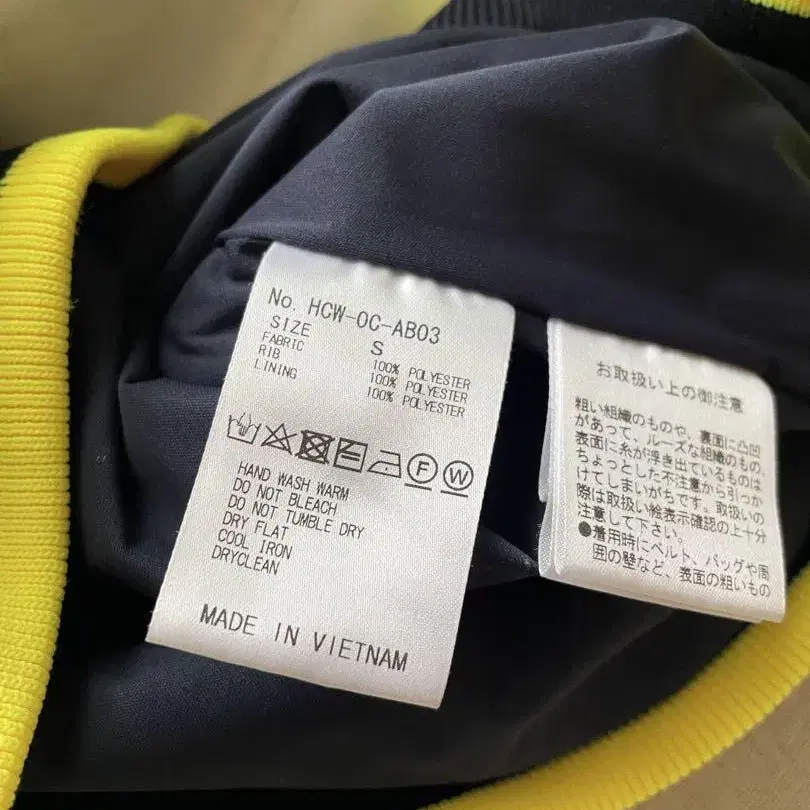 No. HCW-OC-AB03
SIZE S
FABRIC 100% POLYESTER
RIB 100% POLYESTER
LINING 100% POLYESTER
F W
HAND WASH WARM
DO NOT BLEACH
DO NOT TUMBLE DRY
DRY FLAT
COOL IRON
DRYCLEAN
MADE IN VIETNAM
お取扱い上の御注意
粗い組織のものや、裏面に凸凹
があって、ルーズな組織のもの、
表面に糸が浮き出ているものは
ちょっとした不注意から引っか
けてしまいがちです。取扱いの
際は取扱い絵表示確認の上十分
注意して下さい。
●着用時にベルト、バッグや周
囲の壁など、表面の粗いもの